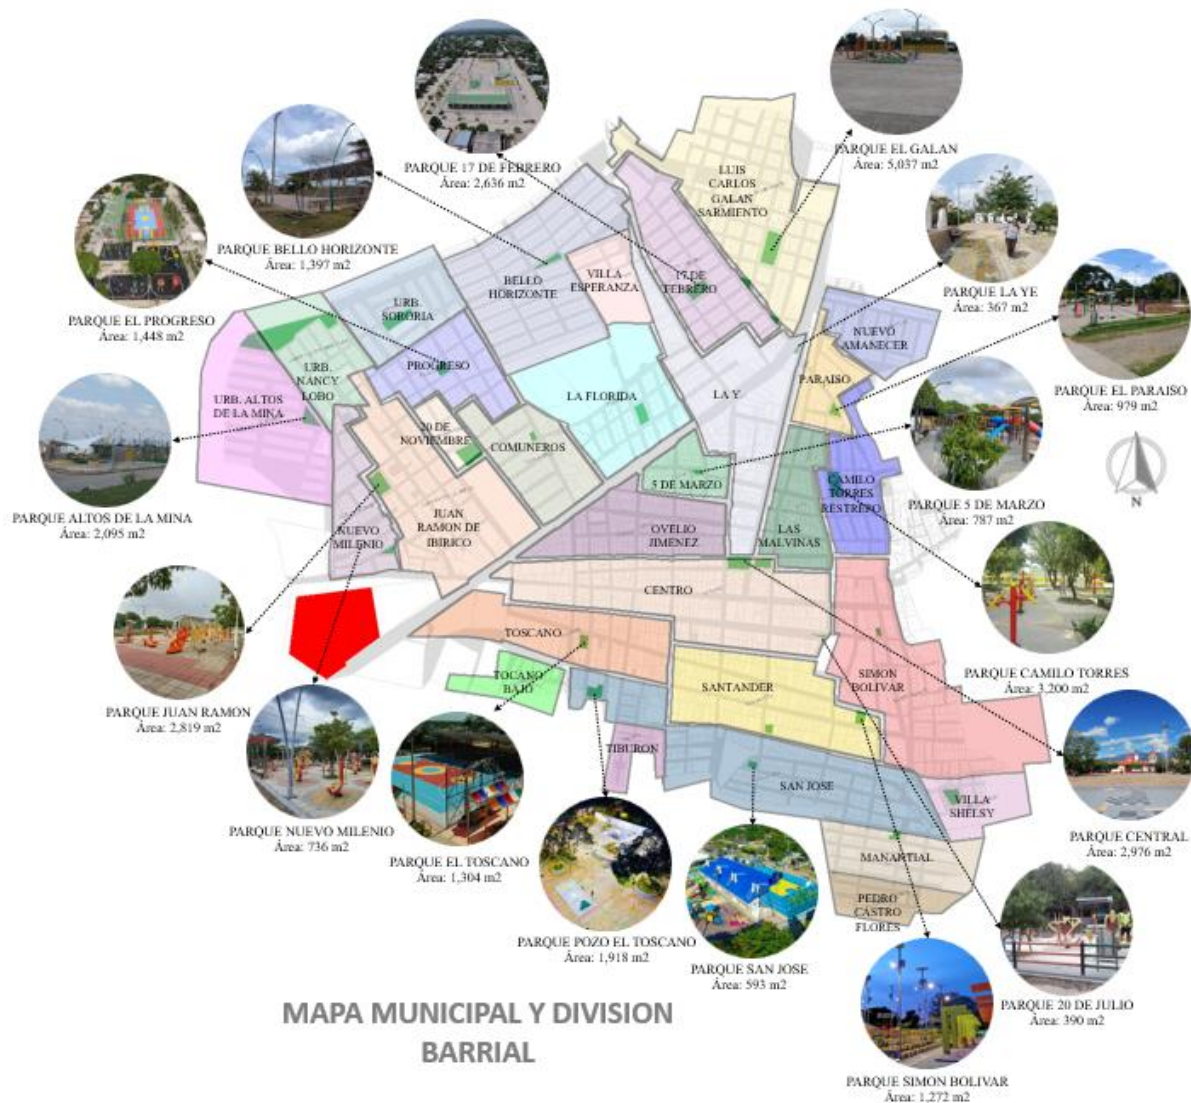 PARQUE 17 DE FEBRERO
Área: 2,636 m2
PARQUE EL GALAN
Área: 5,037 m2
PARQUE BELLO HORIZONTE
Área: 1,397 m2
PARQUE LA YE
Área: 367 m2
PARQUE EL PROGRESO
Área: 1,448 m2
PARQUE EL PARAISO
Área: 979 m2
PARQUE ALTOS DE LA MINA
Área: 2,095 m2
PARQUE 5 DE MARZO
Área: 787 m2
N
PARQUE JUAN RAMON
Área: 2,819 m2
PARQUE CAMILO TORRES
Área: 3,200 m2
PARQUE NUEVO MILENIO
Área: 736 m2
PARQUE EL TOSCANO
Área: 1,304 m2
PARQUE CENTRAL
Área: 2,976 m2
PARQUE POZO EL TOSCANO
Área: 1,918 m2
PARQUE SAN JOSE
Área: 593 m2
PARQUE 20 DE JULIO
Área: 390 m2
PARQUE SIMON BOLIVAR
Área: 1,272 m2
LUIS
CARLOS
GALAN
SARMIENTO
17 DE
FEBRERO
BELLO
HORIZONTE
VILLA
ESPERANZA
URB.
SORORIA
NUEVO
AMANECER
PROGRESO
PARAISO
URB.
NANCY
LOBO
URB. ALTOS
DE LA MINA
LA FLORIDA
LA Y
20 DE
NOVIEMBRE
COMUNEROS
5 DE MARZO
CAMILO
TORRES
RESTREPO
JUAN
RAMON DE
IBIRICO
NUEVO
MILENIO
OVELIO
JIMENEZ
LAS
MALVINAS
CENTRO
TOSCANO
TOCANO
BAJO
SANTANDER
SIMON
BOLIVAR
TIBURON
SAN JOSE
VILLA
SHELSY
MANANTIAL
PEDRO
CASTRO
FLORES
MAPA MUNICIPAL Y DIVISION
BARRIAL